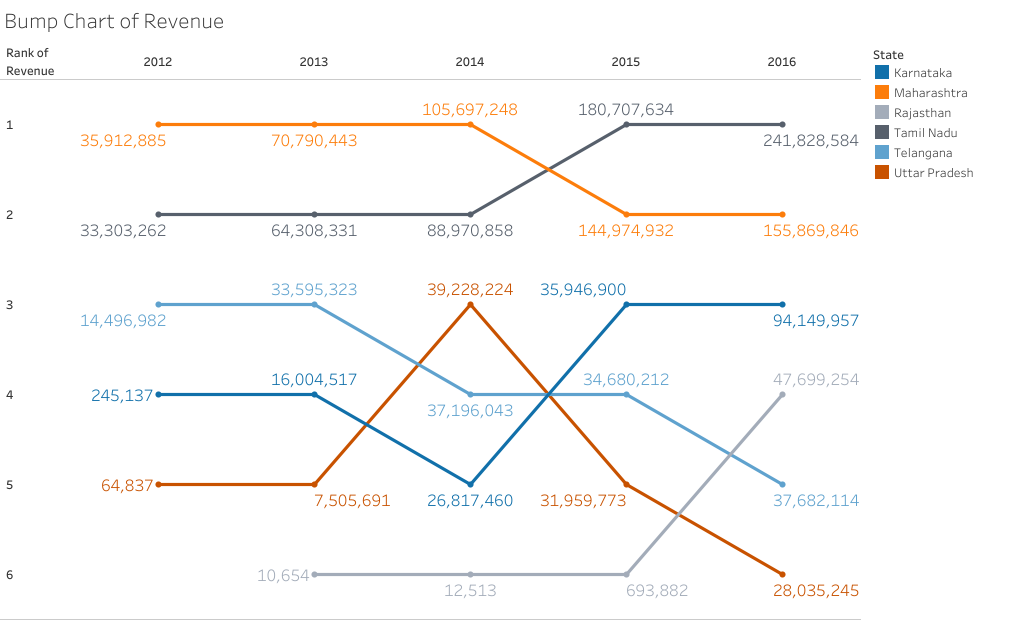 Bump Chart of Revenue
Rank of
Revenue
2012 2013 2014 2015 2016
State
Karnataka
Maharashtra
Rajasthan
Tamil Nadu
Telangana
Uttar Pradesh
105,697,248 180,707,634
1
35,912,885 70,790,443 241,828,584
2
33,303,262 64,308,331 88,970,858 144,974,932 155,869,846
33,595,323 39,228,224 35,946,900
3
14,496,982 94,149,957
16,004,517 34,680,212 47,699,254
4 245,137
37,196,043
5 64,837
7,505,691 26,817,460 31,959,773 37,682,114
6 10,654
12,513 693,882 28,035,245